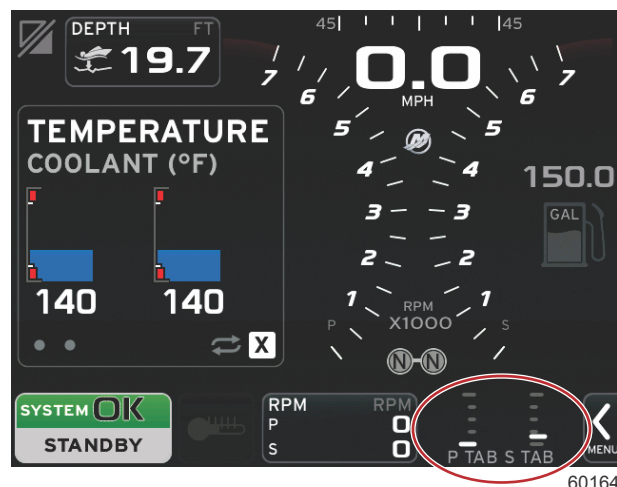 DEPTH FT
19.7
45 45
0.0
MPH
7 7
6 6
5 5
4 4
3 3
2 2
1 1
RPM
X1000
P S
N N
TEMPERATURE
COOLANT (°F)
140 140
X
150.0
GAL
SYSTEM OK
STANDBY
RPM RPM
P 0
S 0
P TAB S TAB
MENU
60164